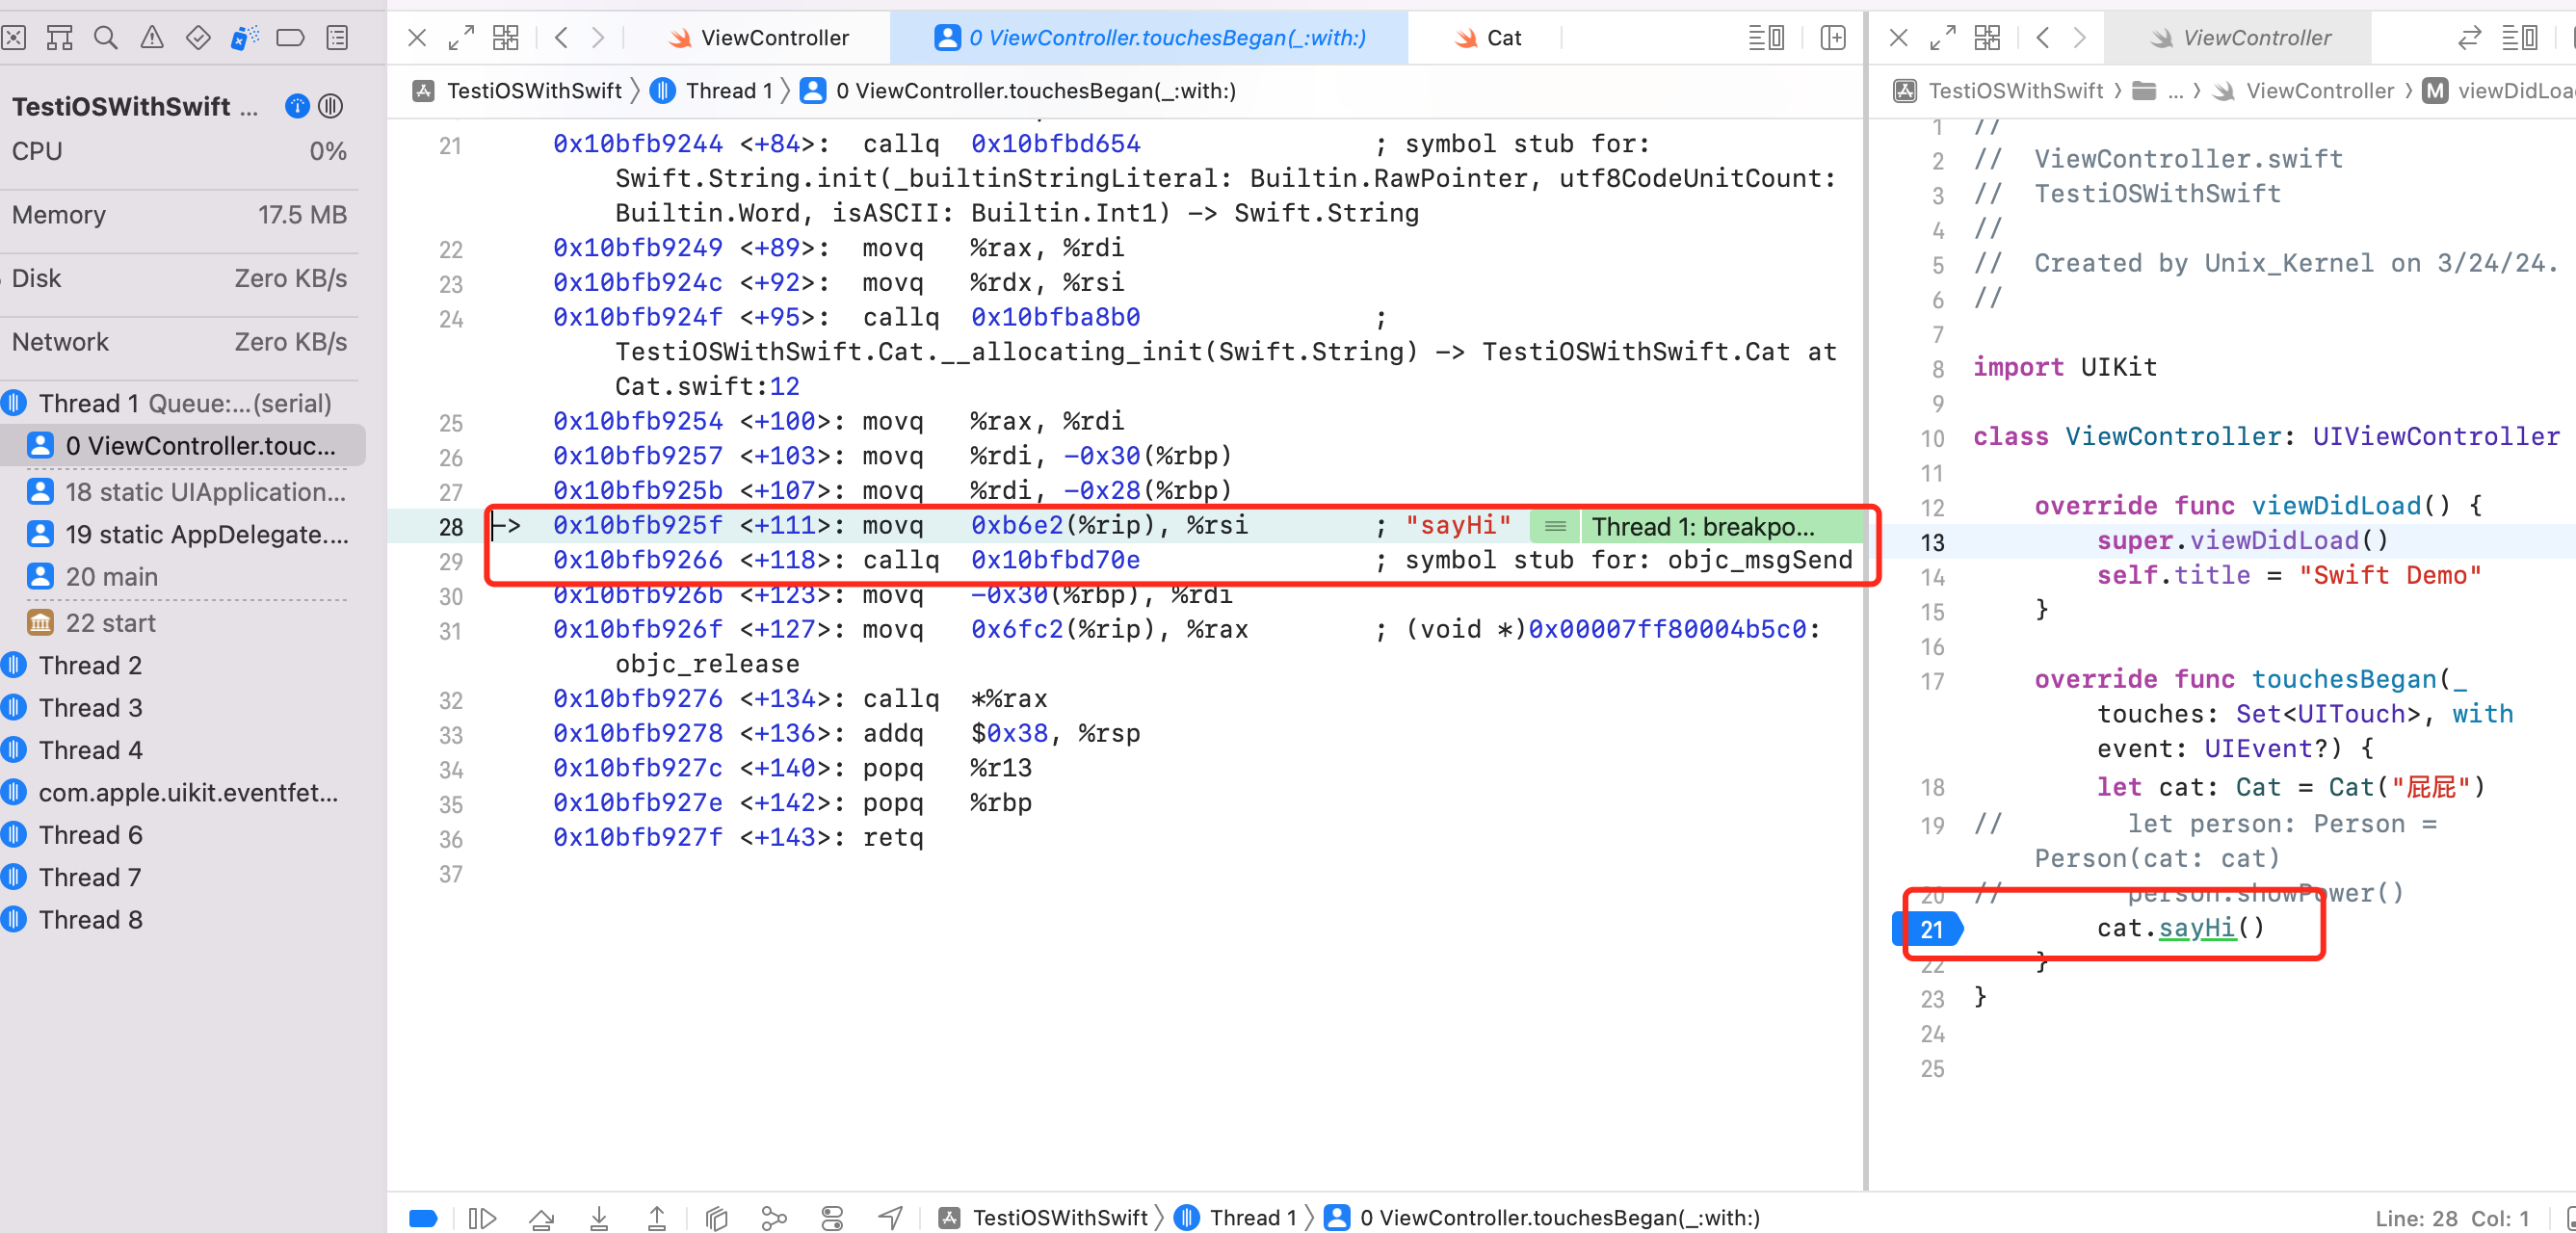 ViewController
0 ViewController.touchesBegan(_:with:)
Cat
ViewController
TestiOSWithSwift
Thread 1
0 ViewController.touchesBegan(_:with:)
TestiOSWithSwift
...
ViewController
M
TestiOSWithSwift ...
CPU 0%
Memory 17.5 MB
Disk Zero KB/s
Network Zero KB/s
Thread 1 Queue:...(serial)
0 ViewController.touc...
18 static UIApplication...
19 static AppDelegate....
20 main
22 start
Thread 2
Thread 3
Thread 4
com.apple.uikit.eventfet...
Thread 6
Thread 7
Thread 8
21 0x10bfb9244 <+84>: callq 0x10bfbd654 ; symbol stub for:
Swift.String.init(_builtinStringLiteral: Builtin.RawPointer, utf8CodeUnitCount:
Builtin.Word, isASCII: Builtin.Int1) -> Swift.String
22 0x10bfb9249 <+89>: movq %rax, %rdi
23 0x10bfb924c <+92>: movq %rdx, %rsi
24 0x10bfb924f <+95>: callq 0x10bfba8b0 ;
TestiOSWithSwift.Cat.__allocating_init(Swift.String) -> TestiOSWithSwift.Cat at
Cat.swift:12
25 0x10bfb9254 <+100>: movq %rax, %rdi
26 0x10bfb9257 <+103>: movq %rdi, -0x30(%rbp)
27 0x10bfb925b <+107>: movq %rdi, -0x28(%rbp)
28 -> 0x10bfb925f <+111>: movq 0xb6e2(%rip), %rsi ; "sayHi" Thread 1: breakpo...
29 0x10bfb9266 <+118>: callq 0x10bfbd70e ; symbol stub for: objc_msgSend
30 0x10bfb926b <+123>: movq -0x30(%rbp), %rdi
31 0x10bfb926f <+127>: movq 0x6fc2(%rip), %rax ; (void *)0x00007ff80004b5c0:
objc_release
32 0x10bfb9276 <+134>: callq *%rax
33 0x10bfb9278 <+136>: addq $0x38, %rsp
34 0x10bfb927c <+140>: popq %r13
35 0x10bfb927e <+142>: popq %rbp
36 0x10bfb927f <+143>: retq
37
1 //
2 // ViewController.swift
3 // TestiOSWithSwift
4 //
5 // Created by Unix_Kernel on 3/24/24.
6 //
7
8 import UIKit
9
10 class ViewController: UIViewController
11
12 override func viewDidLoad() {
13 super.viewDidLoad()
14 self.title = "Swift Demo"
15 }
16
17 override func touchesBegan(_
touches: Set<UITouch>, with
event: UIEvent?) {
18 let cat: Cat = Cat("屁屁")
19 // let person: Person =
Person(cat: cat)
20 // person.showPower()
21 cat.sayHi()
22 }
23 }
24
25
TestiOSWithSwift
Thread 1
0 ViewController.touchesBegan(_:with:)
Line: 28 Col: 1